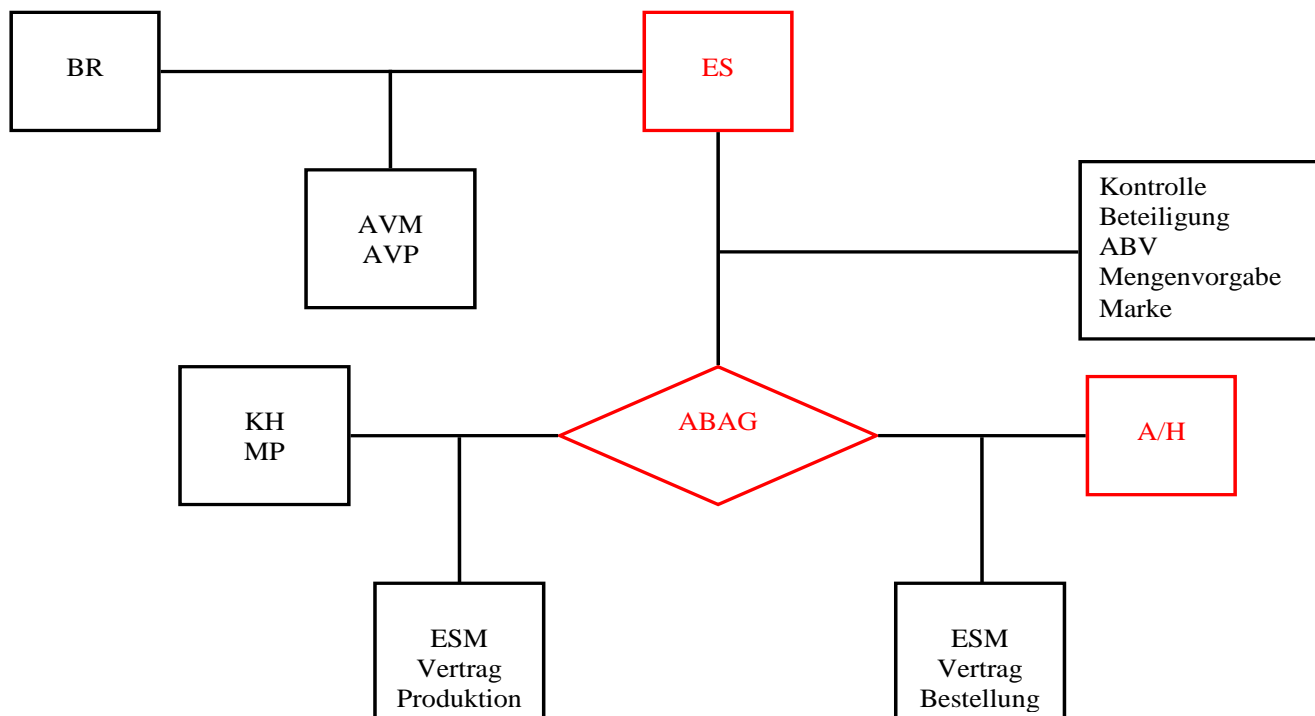 BR
ES
AVM
AVP
Kontrolle
Beteiligung
ABV
Mengenvorgabe
Marke
KH
MP
ABAG
A/H
ESM
Vertrag
Produktion
ESM
Vertrag
Bestellung